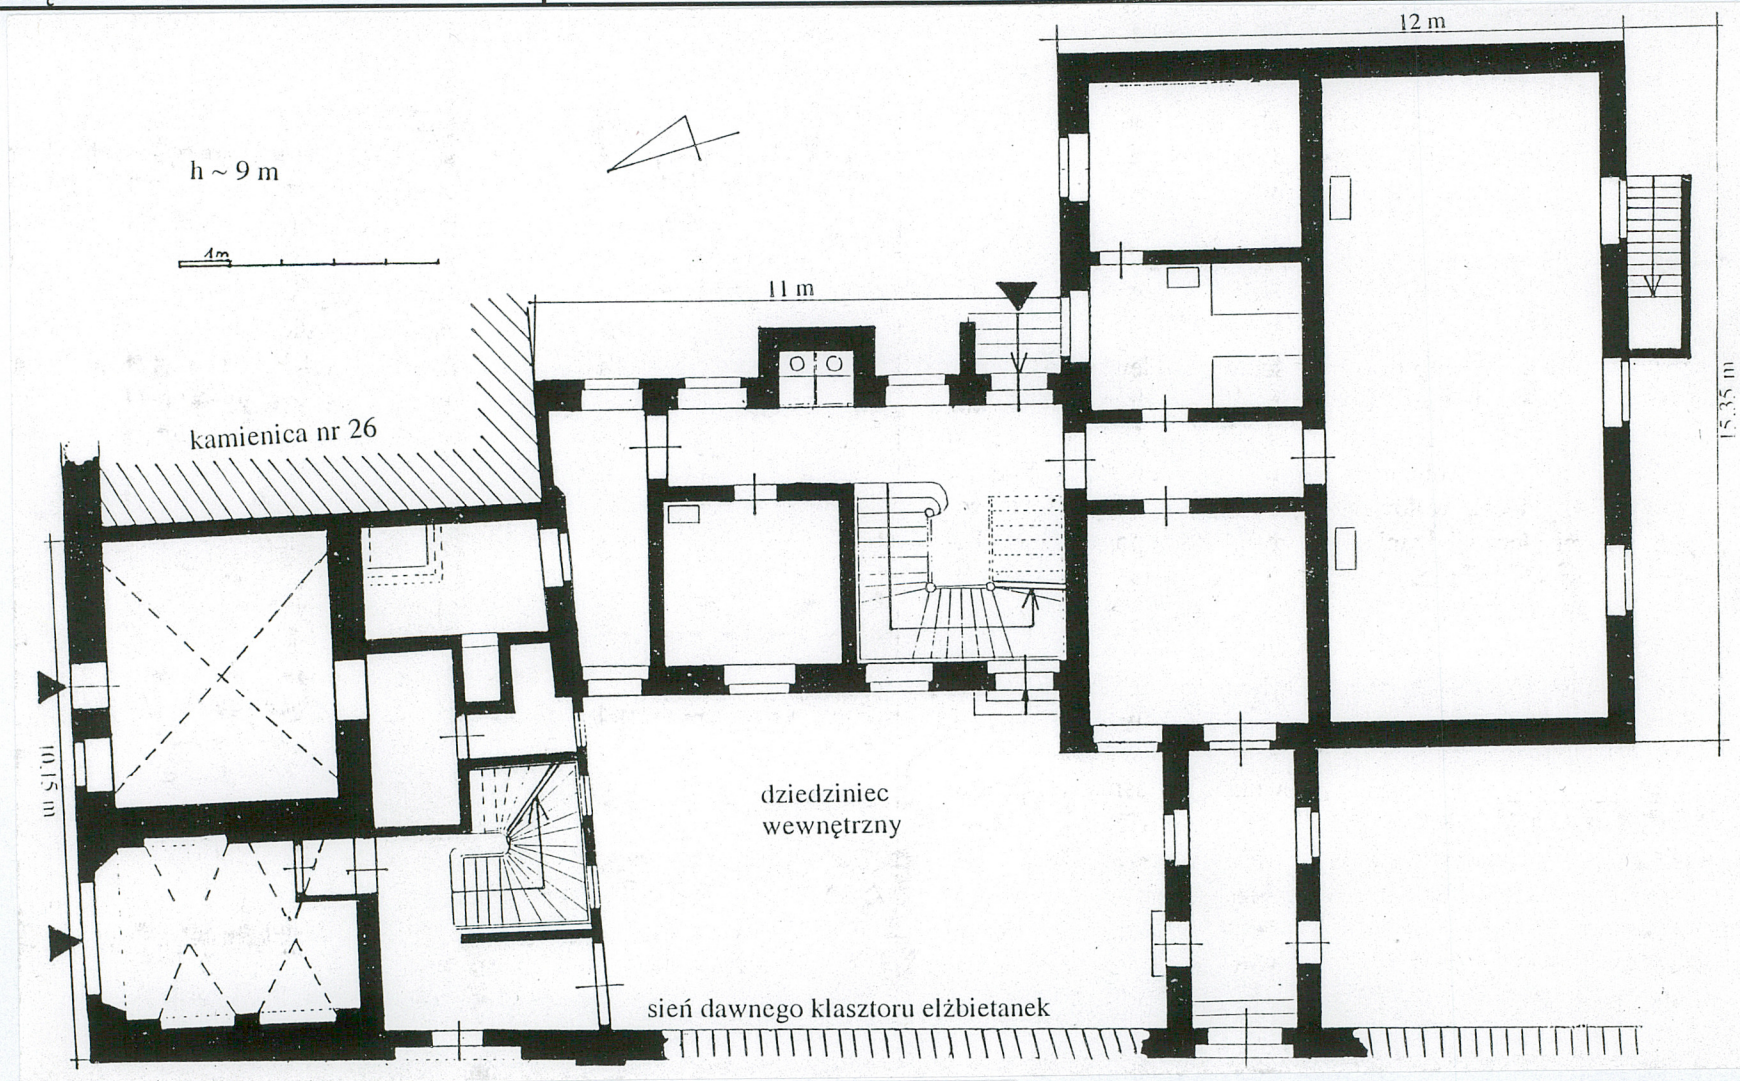 12 m
h ~ 9 m
1m
11 m
15.35 m
kamienica nr 26
10.15 m
dziedziniec
wewnętrzny
sień dawnego klasztoru elżbietanek